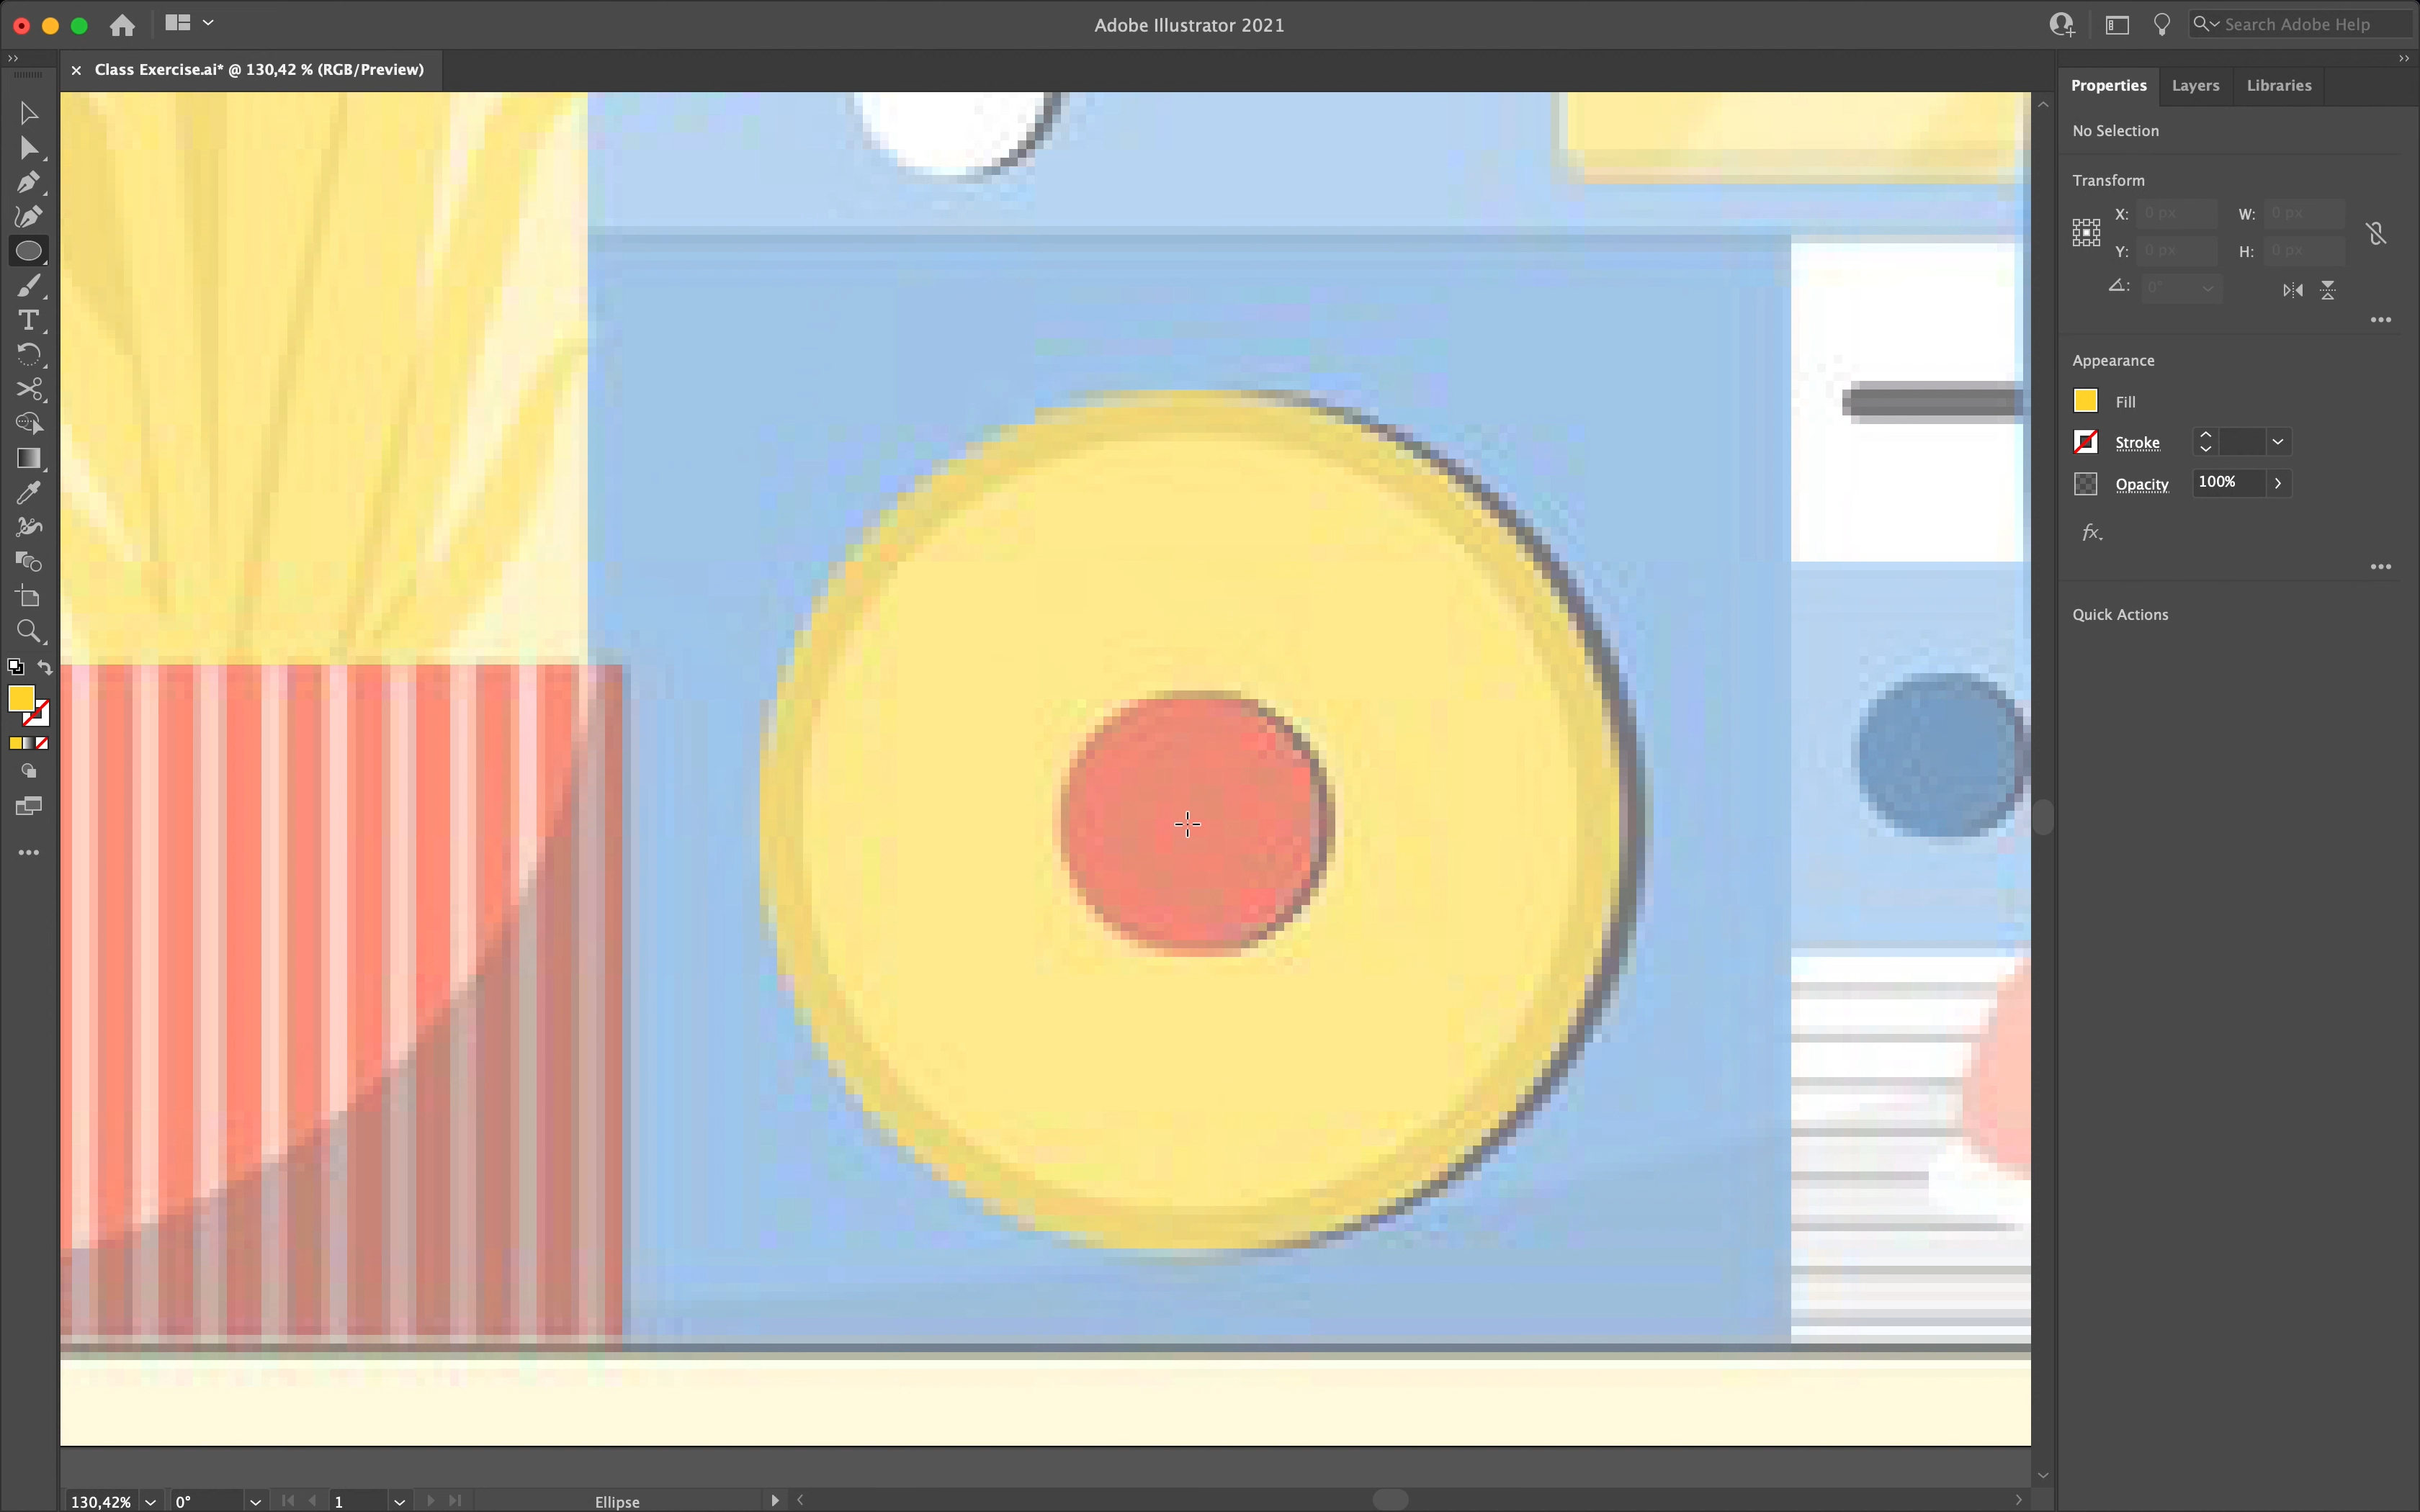 Adobe Illustrator 2021
Search Adobe Help
Class Exercise.ai* @ 130,42 % (RGB/Preview)
Properties Layers Libraries
No Selection
Transform
X: 0 px W: 0 px
Y: 0 px H: 0 px
0°
Appearance
Fill
Stroke
Opacity 100%
fx.
Quick Actions
130,42% 0° 1 Ellipse